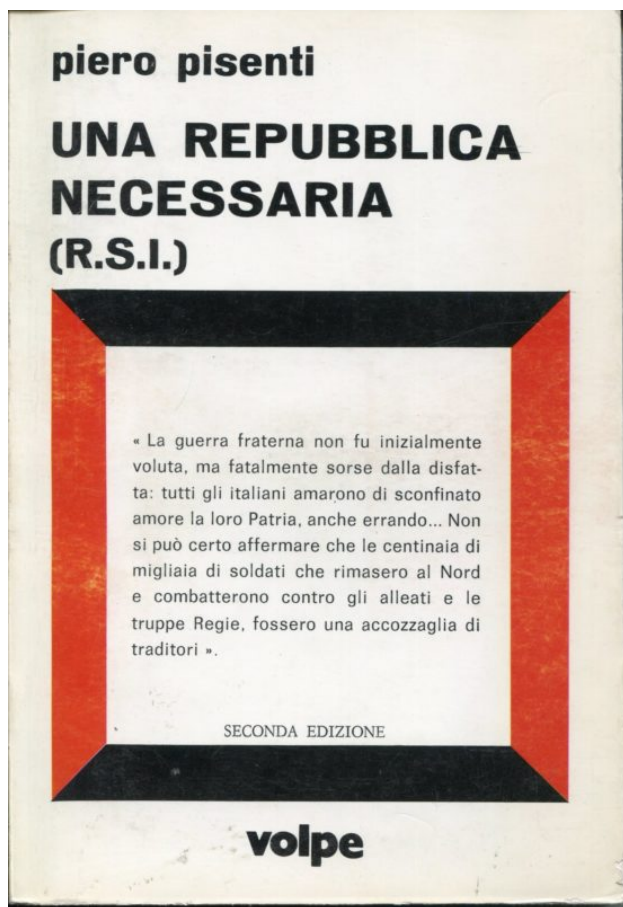 piero pisenti
UNA REPUBBLICA
NECESSARIA
(R.S.I.)
« La guerra fraterna non fu inizialmente
voluta, ma fatalmente sorse dalla disfat-
ta: tutti gli italiani amarono di sconfinato
amore la loro Patria, anche errando... Non
si può certo affermare che le centinaia di
migliaia di soldati che rimasero al Nord
e combatterono contro gli alleati e le
truppe Regie, fossero una accozzaglia di
traditori ».
SECONDA EDIZIONE
volpe